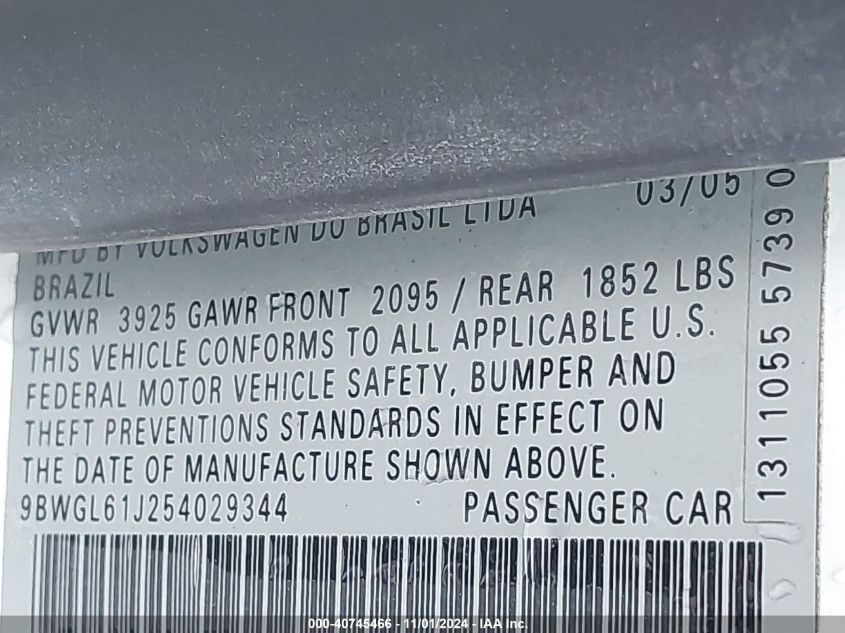 03/05
MFD BY VOLKSWAGEN DO BRASIL LTDA
BRAZIL
GVWR 3925 GAWR FRONT 2095 / REAR 1852 LBS
THIS VEHICLE CONFORMS TO ALL APPLICABLE U.S.
FEDERAL MOTOR VEHICLE SAFETY, BUMPER AND
THEFT PREVENTIONS STANDARDS IN EFFECT ON
THE DATE OF MANUFACTURE SHOWN ABOVE.
9BWGL61J254029344 PASSENGER CAR
1311055 5739 0
000-40745466 - 11/01/2024 - IAA Inc.